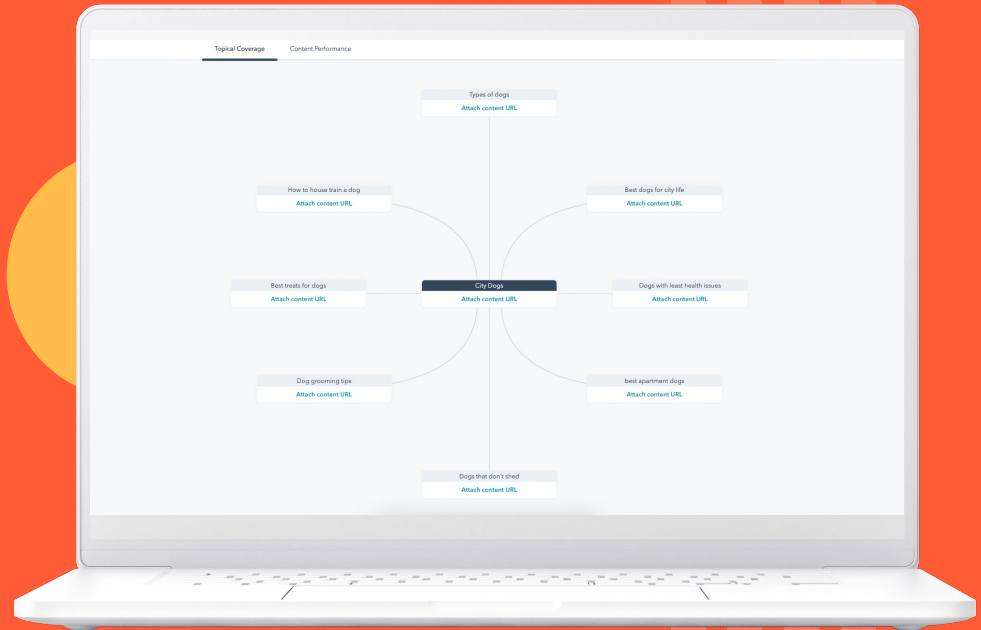 Topical Coverage
Content Performance
Types of dogs
Attach content URL
How to house train a dog
Attach content URL
Best dogs for city life
Attach content URL
Best treats for dogs
Attach content URL
City Dogs
Attach content URL
Dogs with least health issues
Attach content URL
Dog grooming tips
Attach content URL
best apartment dogs
Attach content URL
Dogs that don't shed
Attach content URL